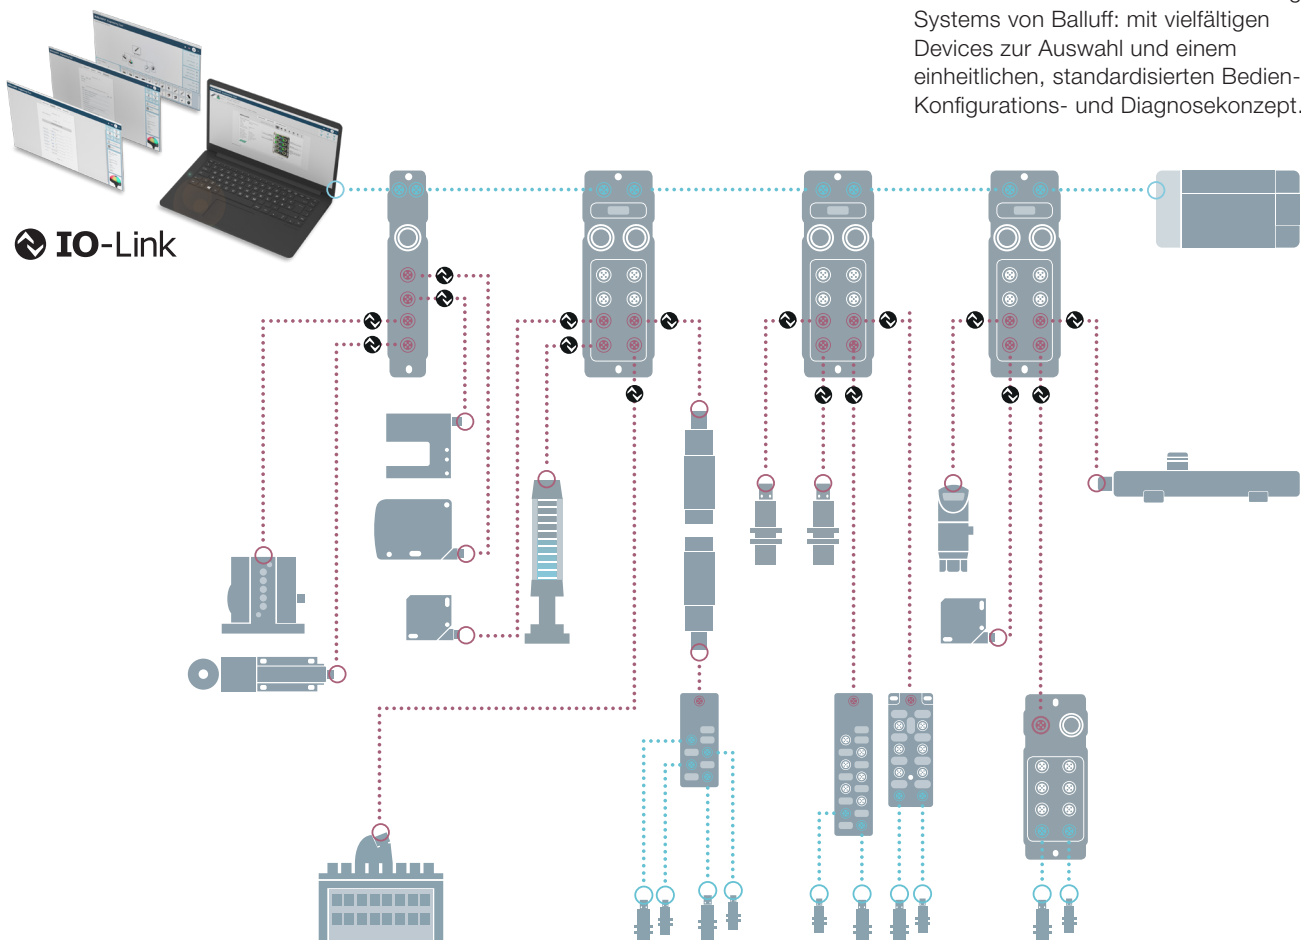 Systems von Balluff: mit vielfältigen
Devices zur Auswahl und einem
einheitlichen, standardisierten Bedien-
Konfigurations- und Diagnosekonzept.
IO-Link